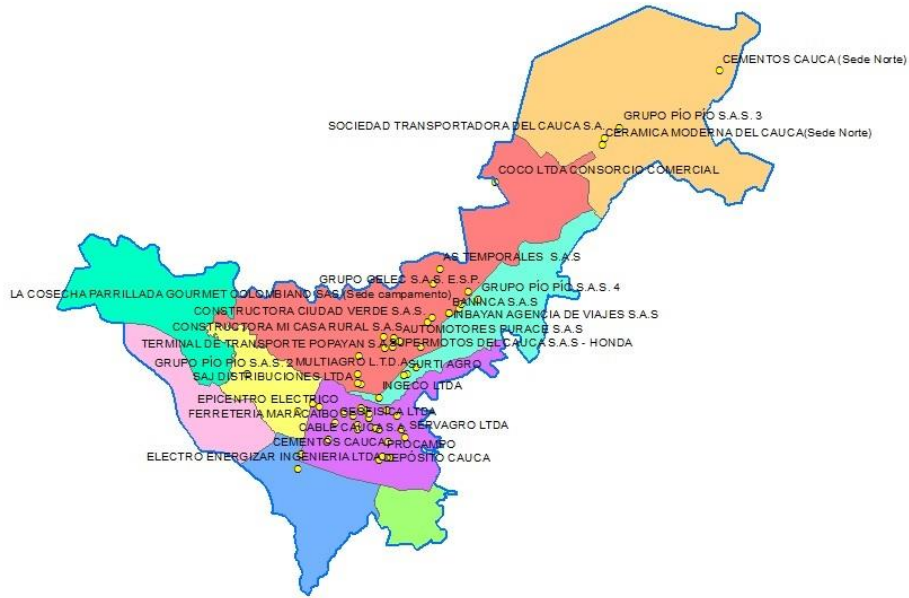 CEMENTOS CAUCA (Sede Norte)
GRUPO PÍO PÍO S.A.S. 3
SOCIEDAD TRANSPORTADORA DEL CAUCA S.A.
CERAMICA MODERNA DEL CAUCA(Sede Norte)
COCO LTDA CONSORCIO COMERCIAL
AS TEMPORALES S.A.S
GRUPO GELEC S.A.S. E.S.P.
GRUPO PÍO PÍO S.A.S. 4
LA COSECHA PARRILLADA GOURMET COLOMBIANO SAS(Sede campamento)
BANINCA S.A.S
CONSTRUCTORA CIUDAD VERDE S.A.S.
INBAYAN AGENCIA DE VIAJES S.A.S
CONSTRUCTORA MI CASA RURAL S.A.S
AUTOMOTORES PURACE S.A.S
TERMINAL DE TRANSPORTE POPAYAN S.A
SUPERMOTOS DEL CAUCA S.A.S - HONDA
GRUPO PÍO PÍO S.A.S. 2
MULTIAGRO L.T.D.A
SURTI AGRO
SAJ DISTRIBUCIONES LTDA
INGECO LTDA
EPICENTRO ELECTRICO
FERRETERIA MARACAIBO
GEOFISICA LTDA
CABLE CAUCA S.A.
SERVAGRO LTDA
CEMENTOS CAUCA
PROCAMPO
ELECTRO ENERGIZAR INGENIERIA LTDA
DEPÓSITO CAUCA